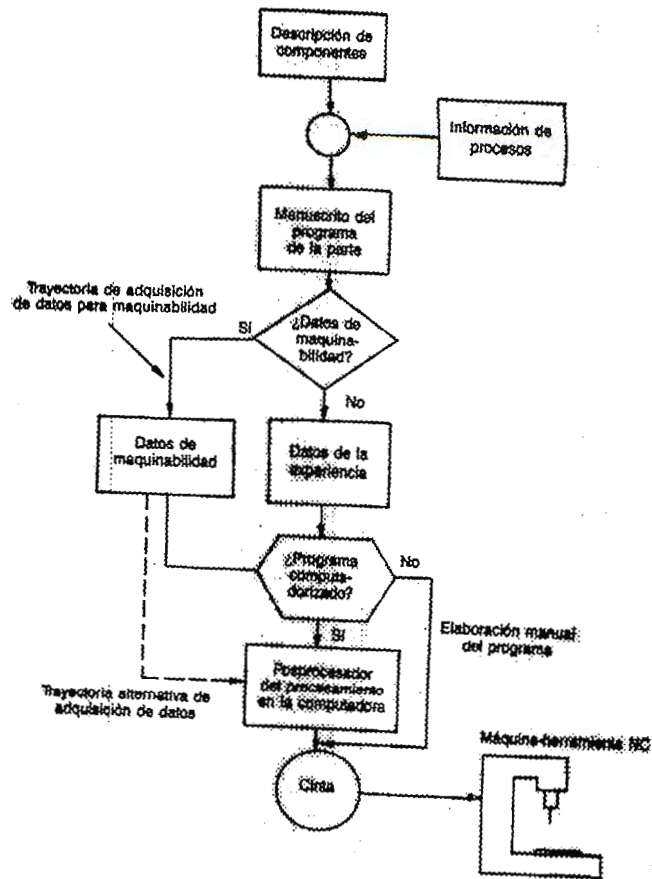 Descripción de
componentes
Información de
procesos
Manuscrito del
programa
de la parte
Trayectoria de adquisición
de datos para maquinabilidad
Sí
¿Datos de
maquina-
bilidad?
No
Datos de
maquinabilidad
Datos de la
experiencia
¿Programa
computa-
dorizado?
No
Sí
Elaboración manual
del programa
Posprocesador
del procesamiento
en la computadora
Trayectoria alternativa de
adquisición de datos
Máquina-herramienta NC
Cinta